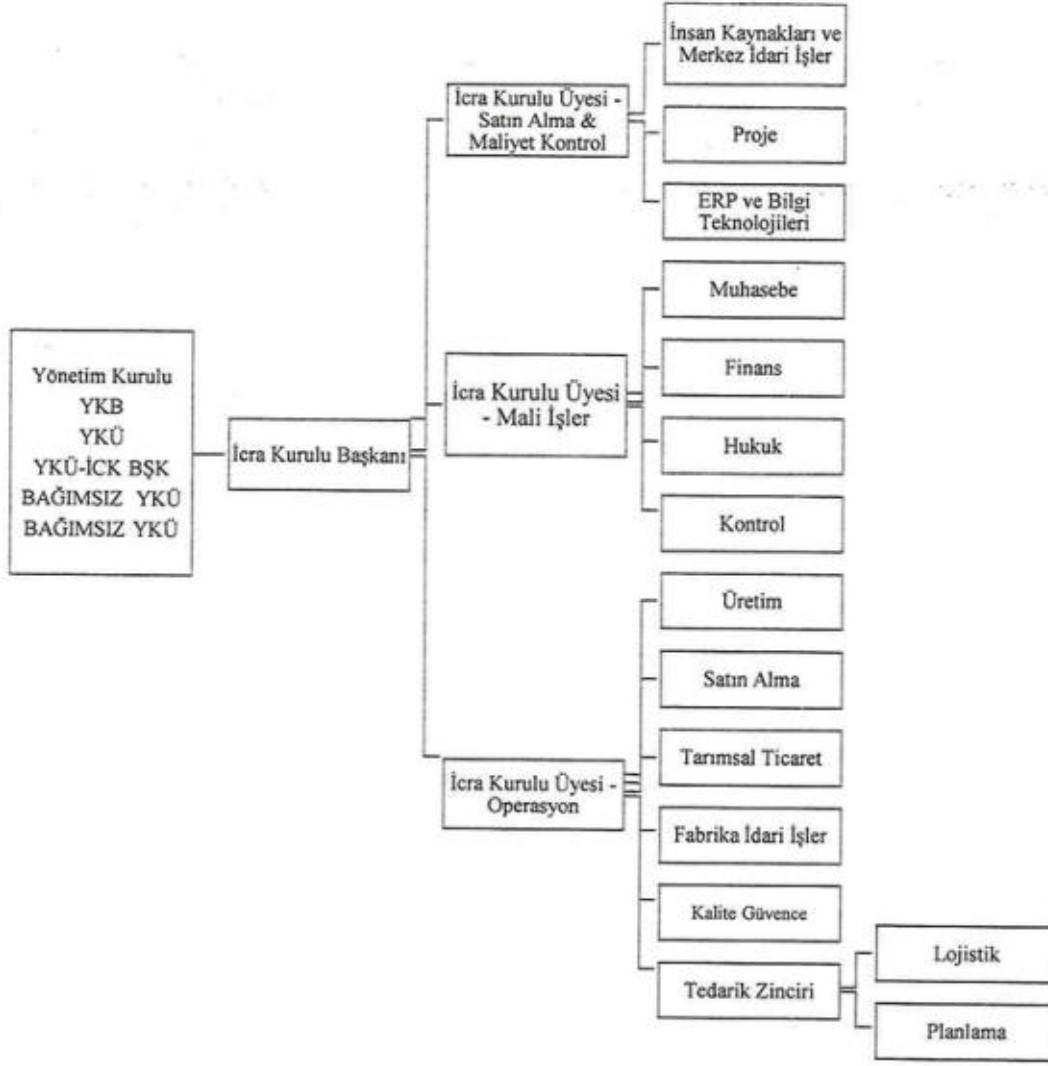 Yönetim Kurulu
YKB
YKÜ
YKÜ-İCK BŞK
BAĞIMSIZ YKÜ
BAĞIMSIZ YKÜ
İcra Kurulu Başkanı
İcra Kurulu Üyesi -
Satın Alma &
Maliyet Kontrol
İnsan Kaynakları ve
Merkez İdari İşler
Proje
ERP ve Bilgi
Teknolojileri
İcra Kurulu Üyesi
- Mali İşler
Muhasebe
Finans
Hukuk
Kontrol
İcra Kurulu Üyesi -
Operasyon
Üretim
Satın Alma
Tarımsal Ticaret
Fabrika İdari İşler
Kalite Güvence
Tedarik Zinciri
Lojistik
Planlama